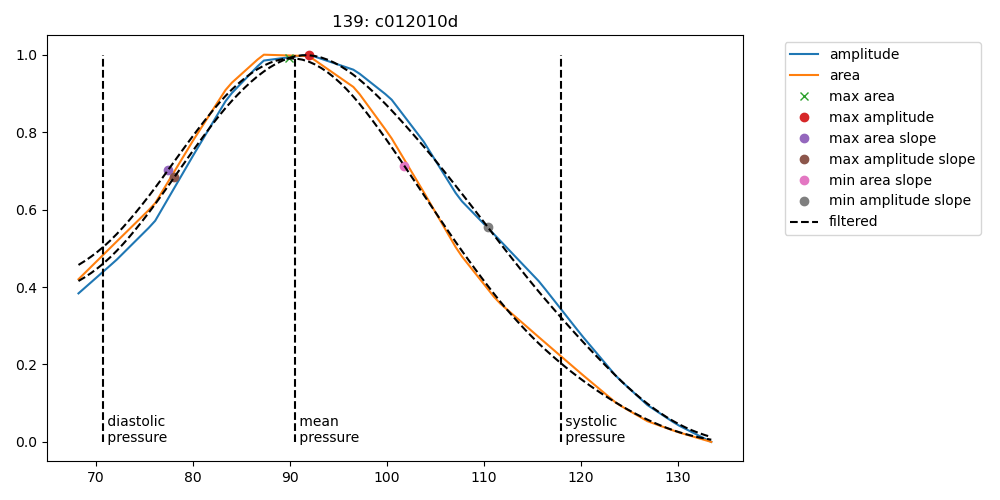 139: c012010d
1.0
0.8
0.6
0.4
0.2
0.0
70
80
90
100
110
120
130
diastolic
pressure
mean
pressure
systolic
pressure
amplitude
area
max area
max amplitude
max area slope
max amplitude slope
min area slope
min amplitude slope
filtered